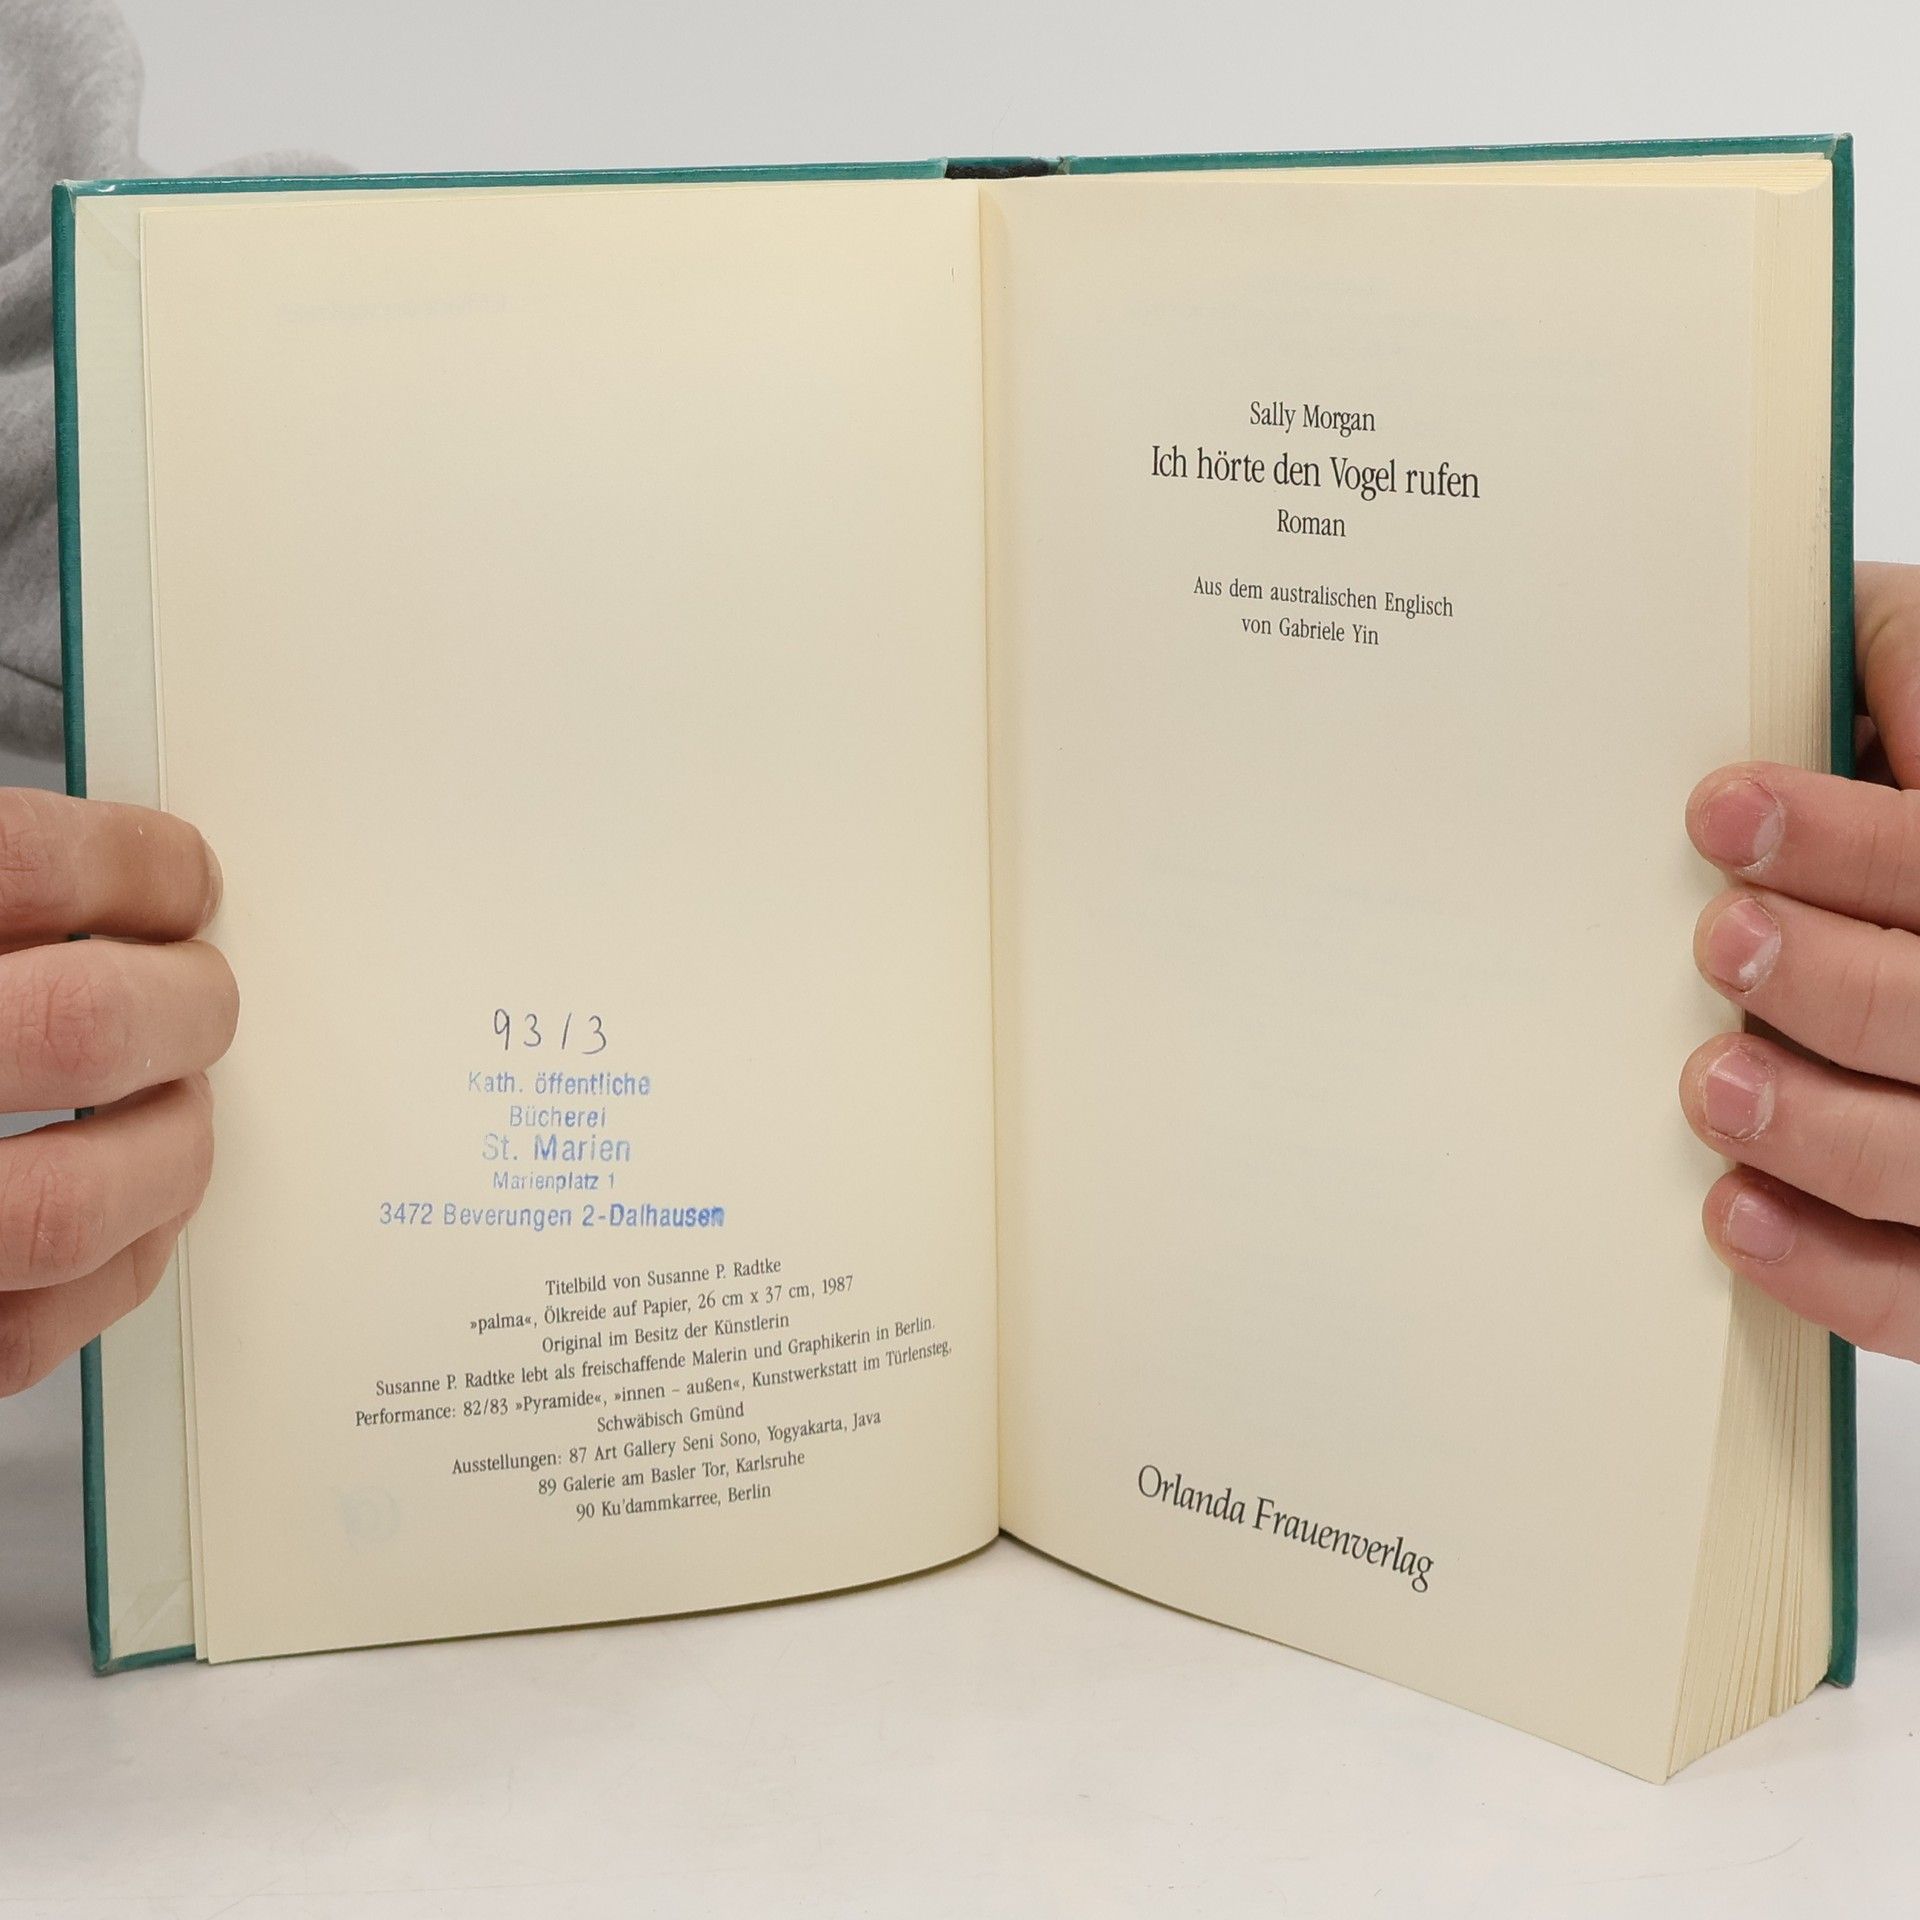 93/3
Kath. öffentliche
Bücherei
St. Marien
Marienplatz 1
3472 Beverungen 2-Dalhausen
Titelbild von Susanne P. Radtke
»palma«, Ölkreide auf Papier, 26 cm x 37 cm, 1987
Original im Besitz der Künstlerin
Susanne P. Radtke lebt als freischaffende Malerin und Graphikerin in Berlin.
Performance: 82/83 »Pyramide«, »innen – außen«, Kunstwerkstatt im Türlensteg,
Schwäbisch Gmünd
Ausstellungen: 87 Art Gallery Seni Sono, Yogyakarta, Java
89 Galerie am Basler Tor, Karlsruhe
90 Ku'dammkarree, Berlin
Sally Morgan
Ich hörte den Vogel rufen
Roman
Aus dem australischen Englisch
von Gabriele Yin
Orlanda Frauenverlag